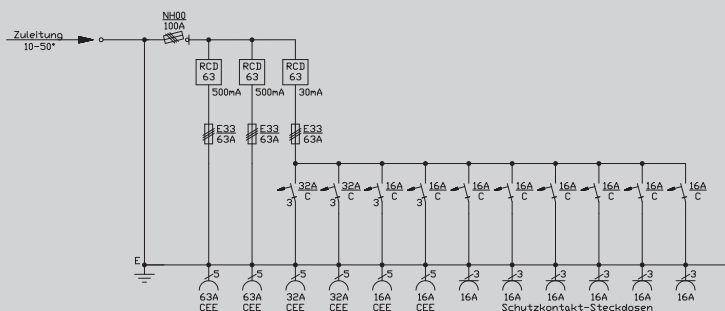 NH00
100A
Zuleitung
10-50°
RCD
63
500mA
RCD
63
500mA
RCD
63
30mA
E33
63A
E33
63A
E33
63A
32A
C
3
32A
C
3
16A
C
3
16A
C
3
16A
C
16A
C
16A
C
16A
C
16A
C
16A
C
E
5
5
5
5
5
5
3
3
3
3
3
3
63A
CEE
63A
CEE
32A
CEE
32A
CEE
16A
CEE
16A
CEE
16A
16A
16A
16A
16A
16A
Schutzkontakt-Steckdosen